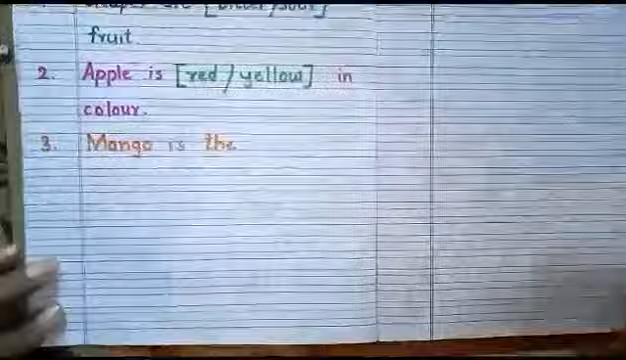 fruit
2. Apple is [red/yellow] in
colour.
3. Mango is the